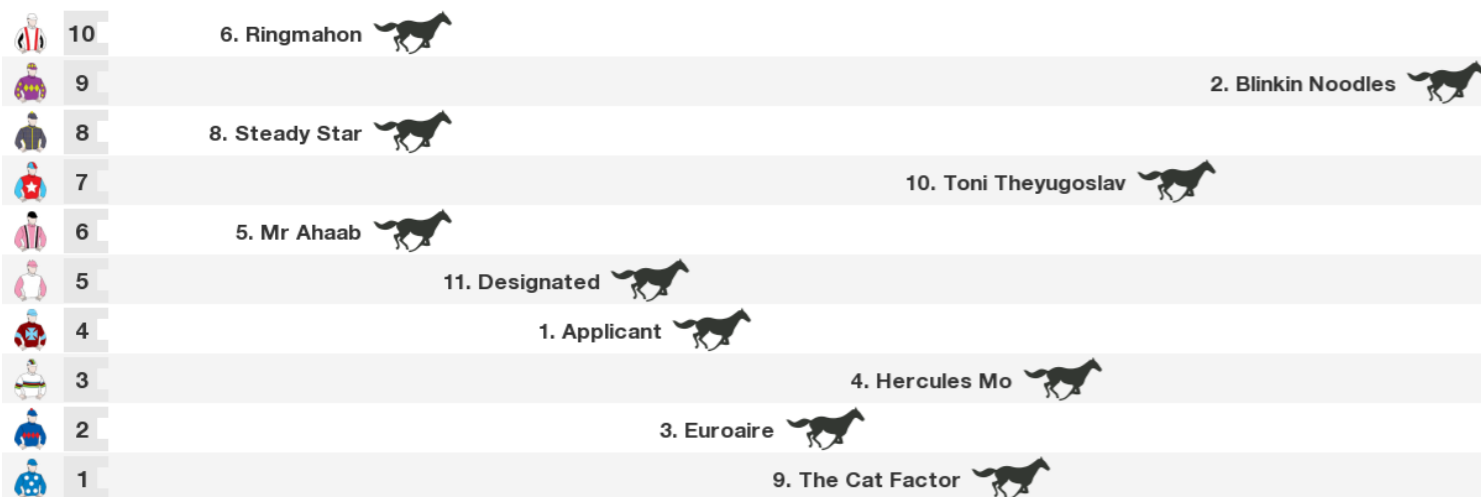 10 6. Ringmahon
9 2. Blinkin Noodles
8 8. Steady Star
7 10. Toni Theyugoslav
6 5. Mr Ahaab
5 11. Designated
4 1. Applicant
3 4. Hercules Mo
2 3. Euroaire
1 9. The Cat Factor